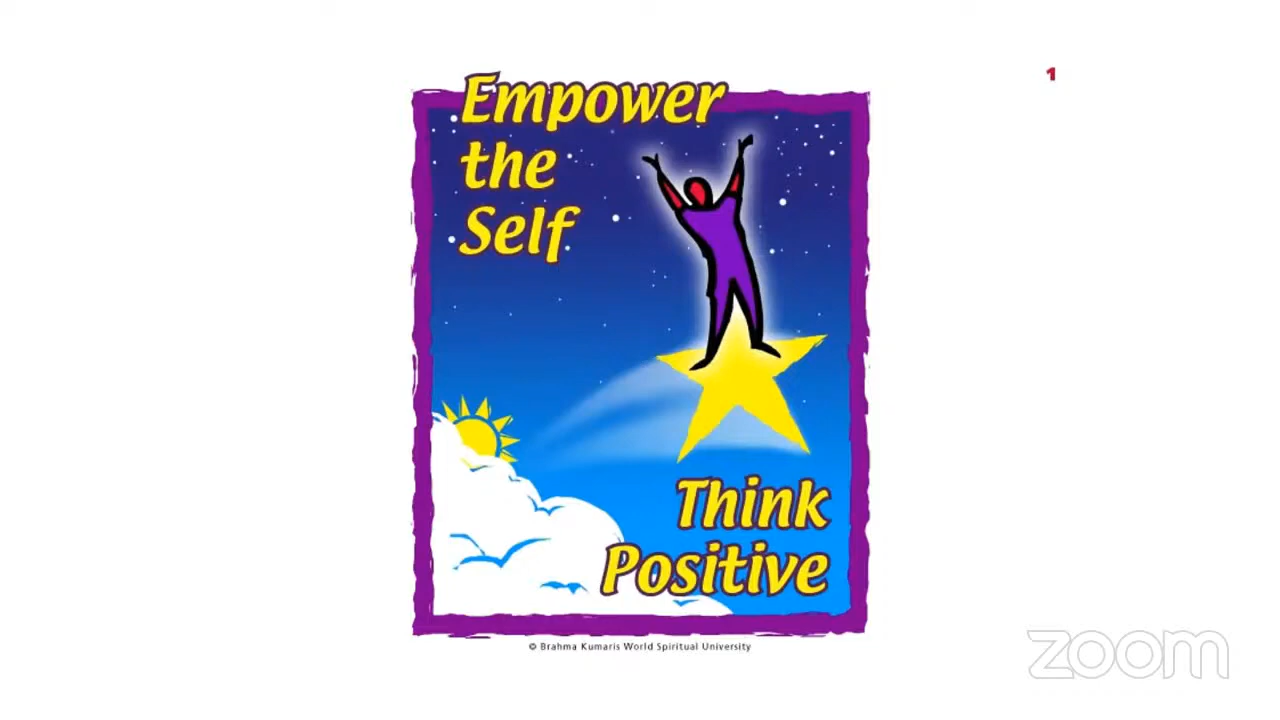 1
Empower
the
Self
Think
Positive
© Brahma Kumaris World Spiritual University
zoom